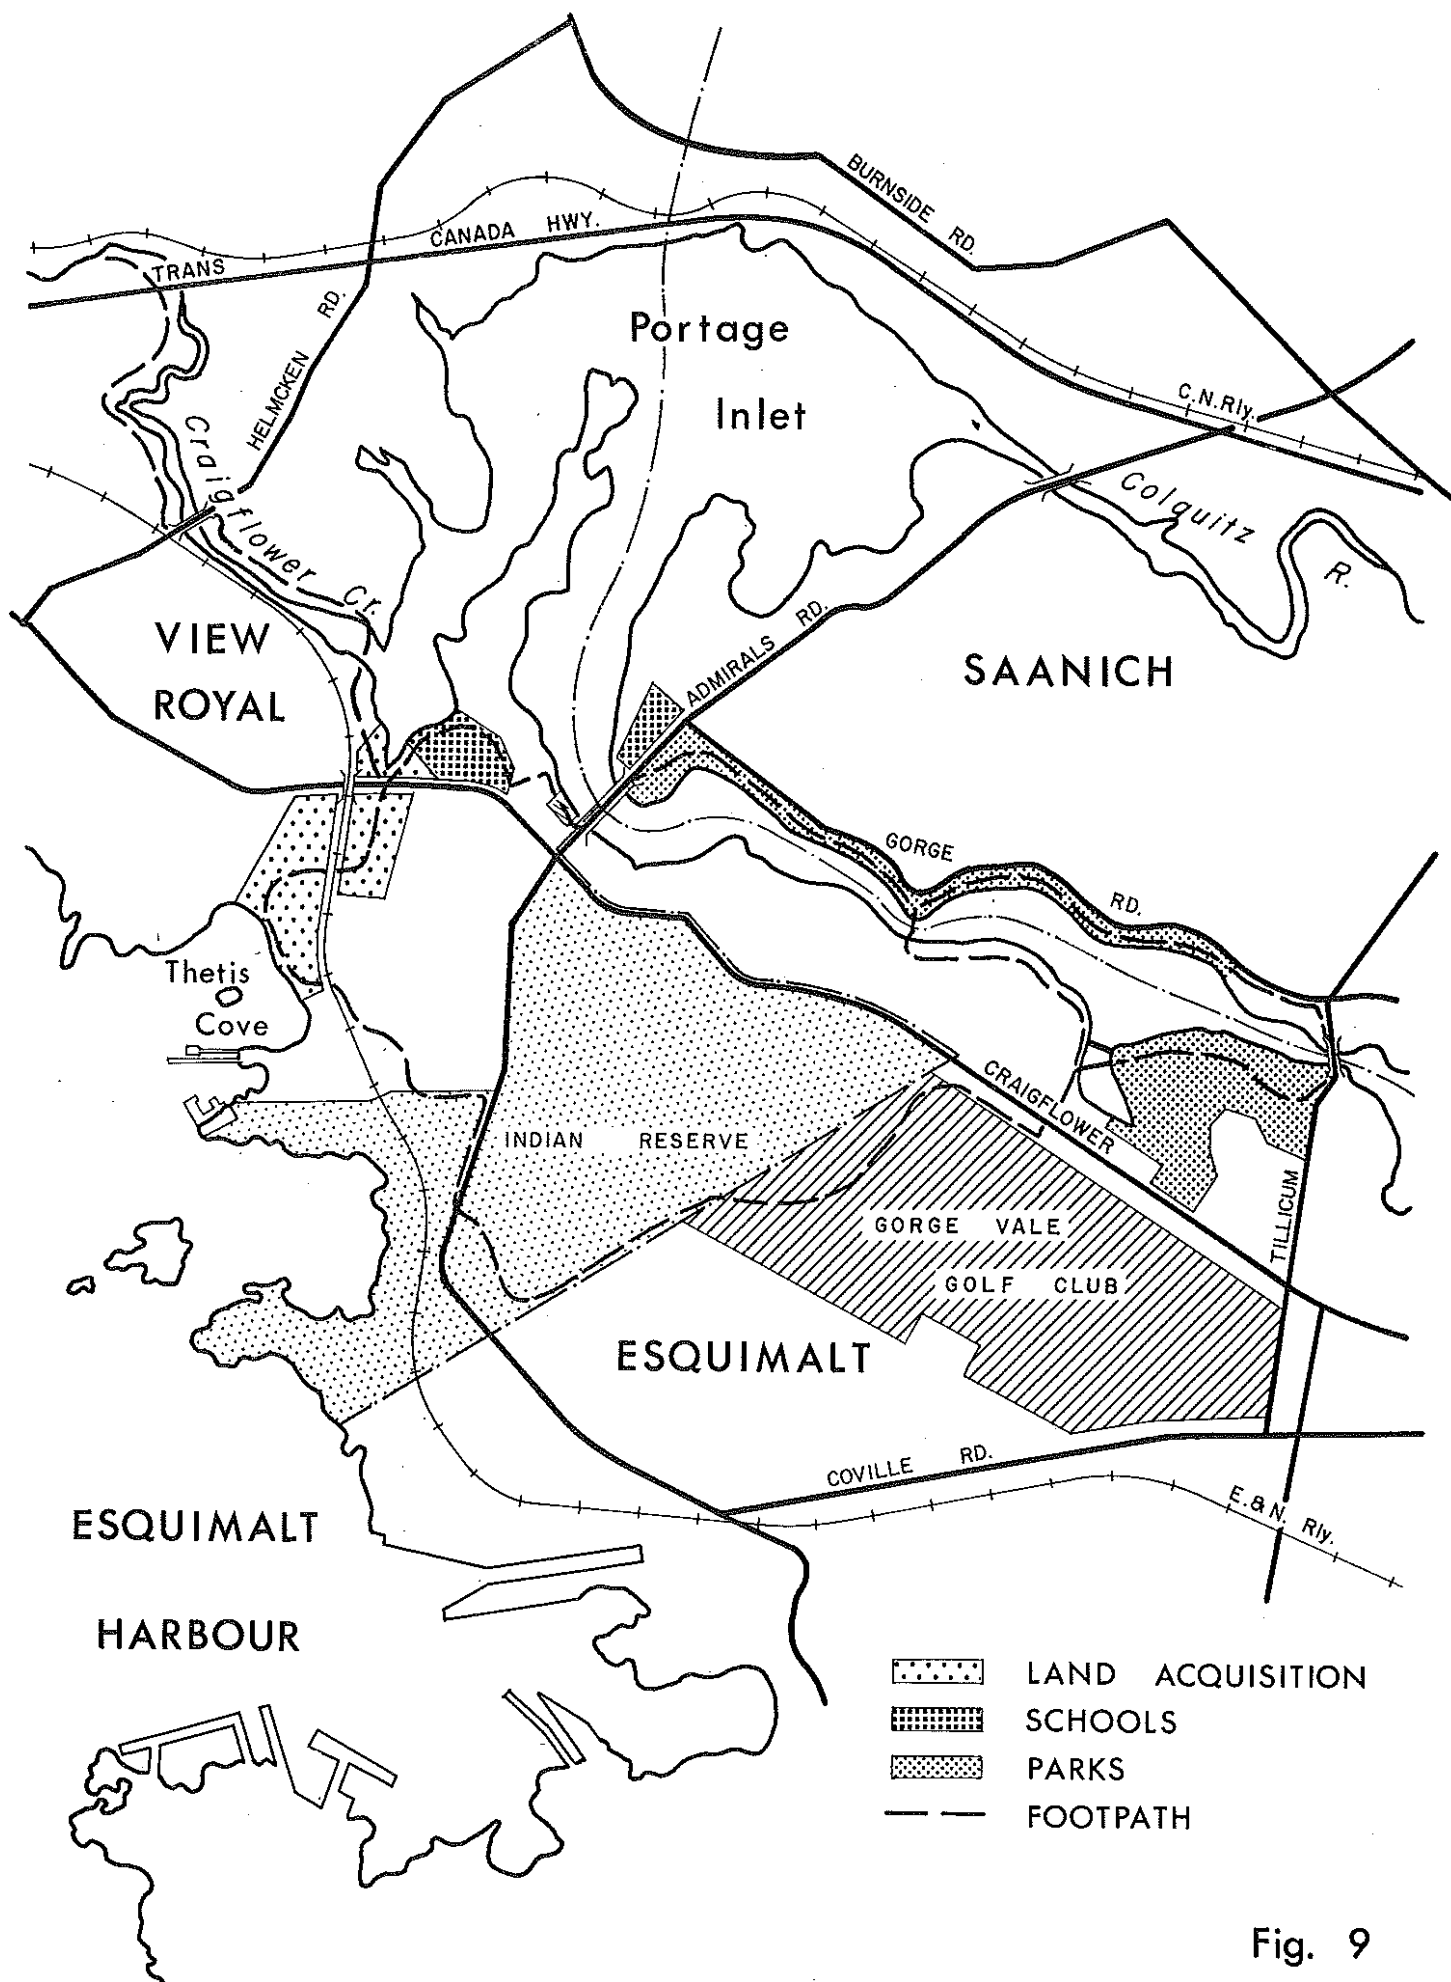 BURNSIDE RD.
CANADA HWY.
TRANS
HELMCKEN RD.
Portage
Inlet
C.N.Rly.
Craigflower Cr.
Colquitz R.
VIEW
ROYAL
ADMIRALS RD.
SAANICH
GORGE RD.
Thetis
Cove
CRAIGFLOWER
INDIAN RESERVE
TILLICUM
GORGE VALE
GOLF CLUB
ESQUIMALT
COVILLE RD.
E.&N. Rly.
ESQUIMALT
HARBOUR
LAND ACQUISITION
SCHOOLS
PARKS
FOOTPATH
Fig. 9